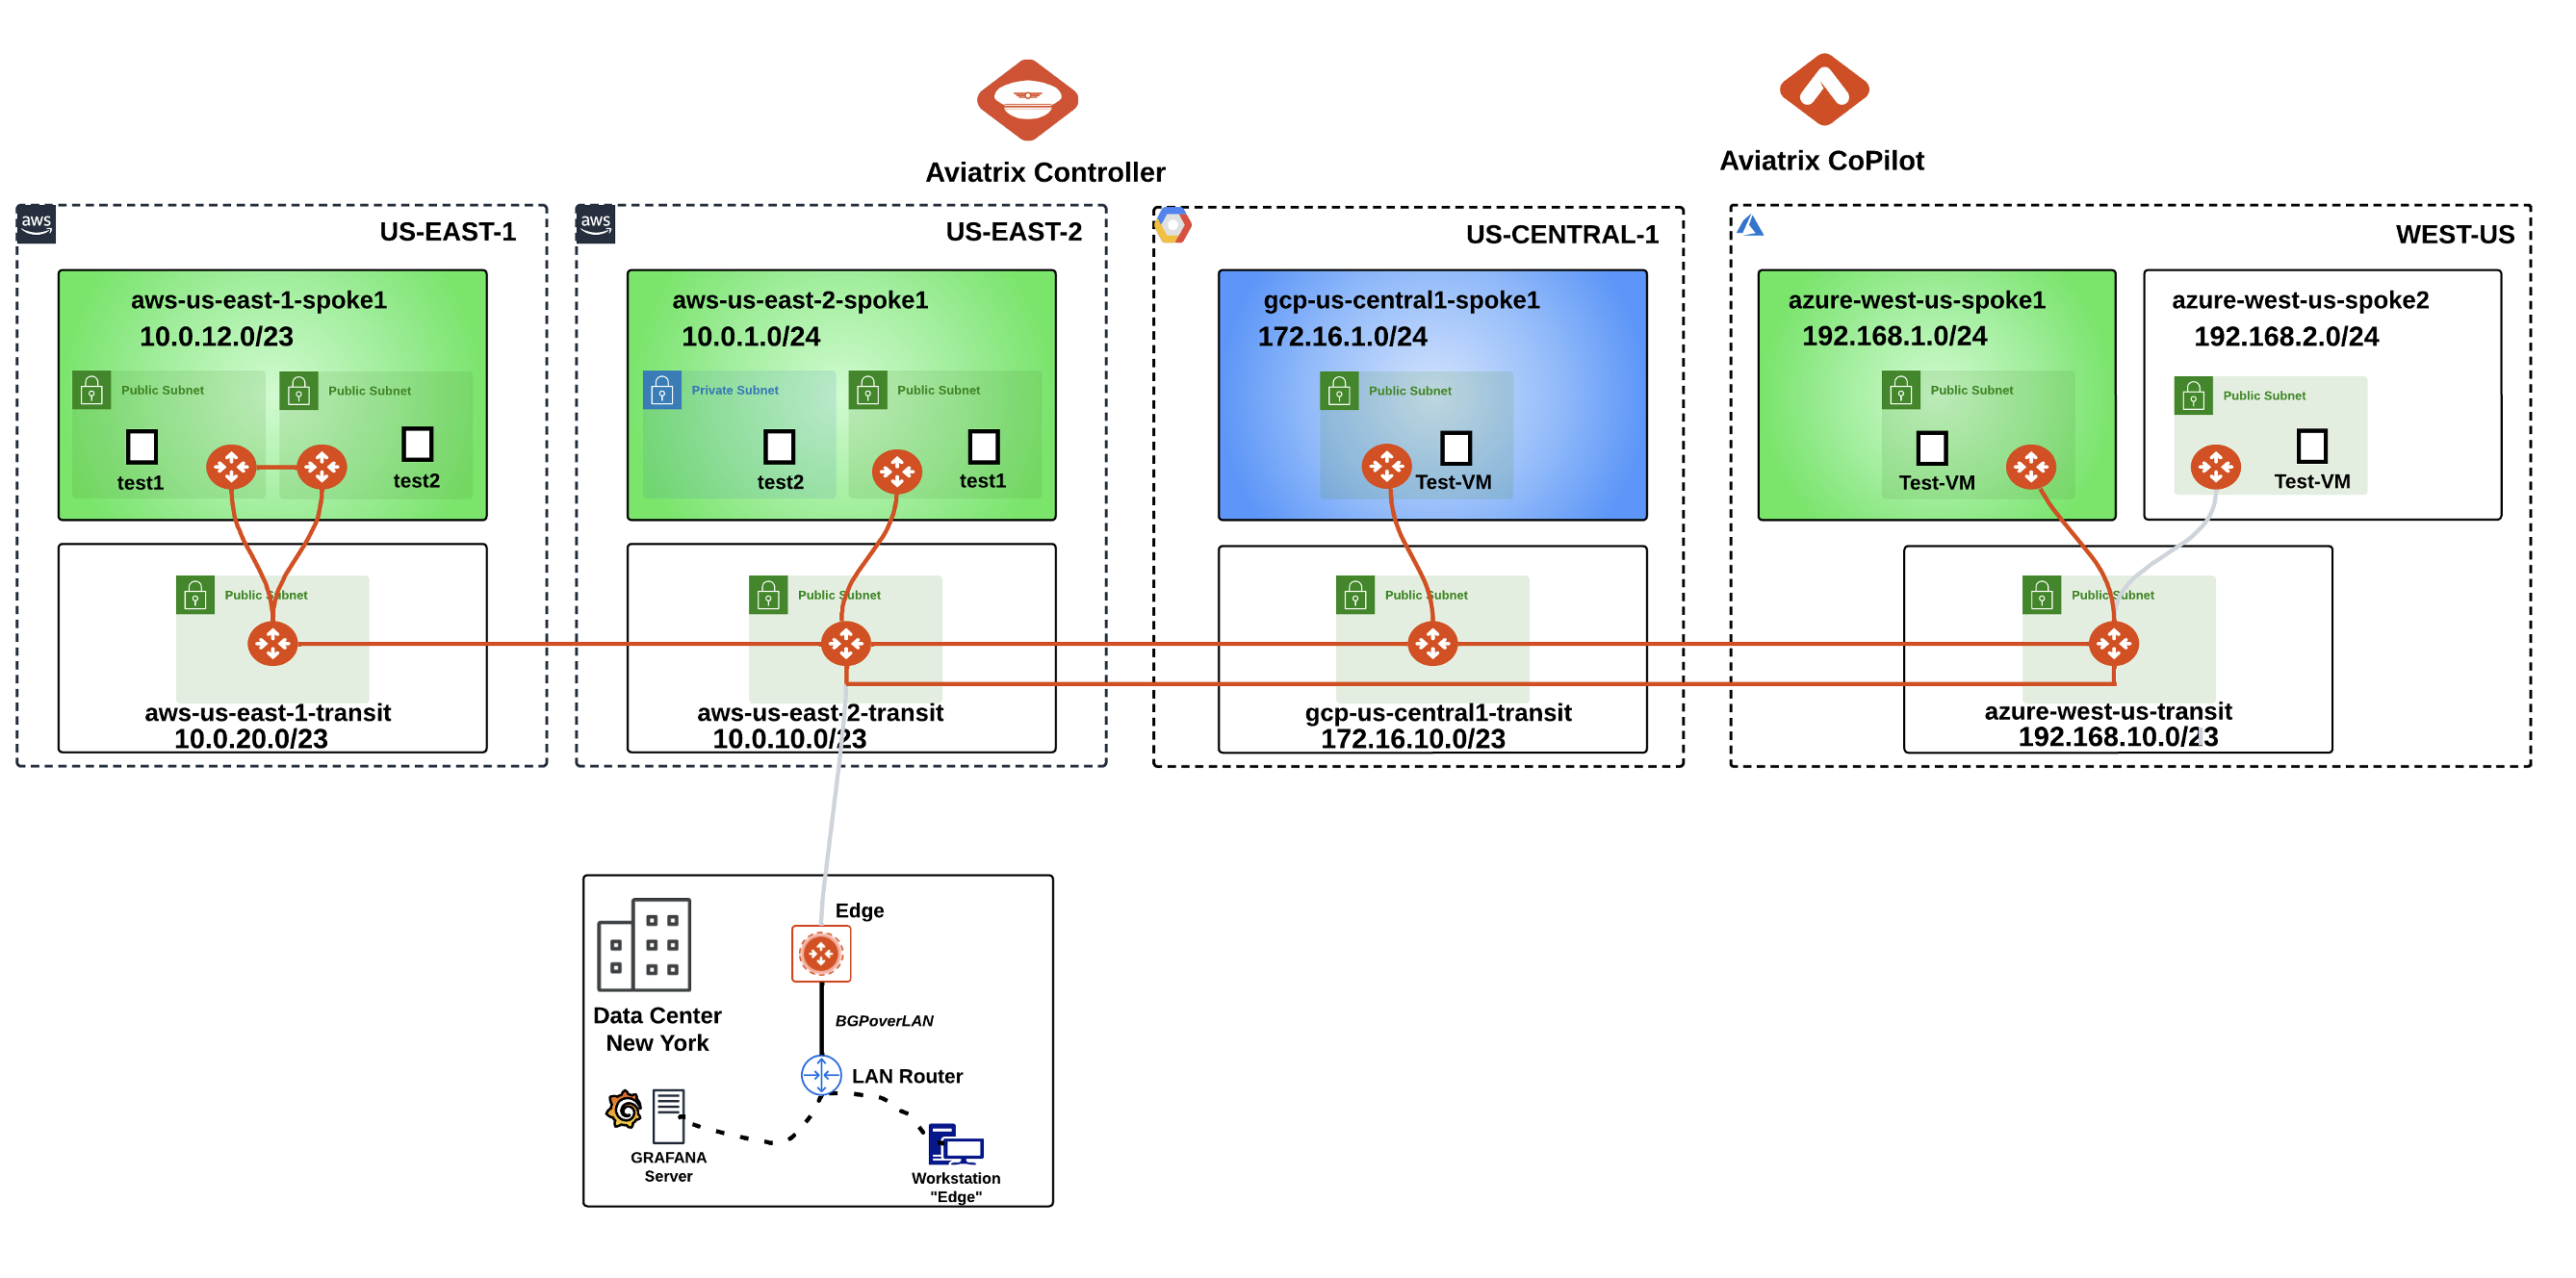 Aviatrix Controller
Aviatrix CoPilot
aws
US-EAST-1
aws-us-east-1-spoke1
10.0.12.0/23
Public Subnet
Public Subnet
test1
test2
Public Subnet
aws-us-east-1-transit
10.0.20.0/23
aws
US-EAST-2
aws-us-east-2-spoke1
10.0.1.0/24
Private Subnet
Public Subnet
test2
test1
Public Subnet
aws-us-east-2-transit
10.0.10.0/23
US-CENTRAL-1
gcp-us-central1-spoke1
172.16.1.0/24
Public Subnet
Test-VM
Public Subnet
gcp-us-central1-transit
172.16.10.0/23
WEST-US
azure-west-us-spoke1
192.168.1.0/24
Public Subnet
Test-VM
azure-west-us-spoke2
192.168.2.0/24
Public Subnet
Test-VM
Public Subnet
azure-west-us-transit
192.168.10.0/23
Edge
Data Center
New York
BGPoverLAN
LAN Router
GRAFANA
Server
Workstation
"Edge"